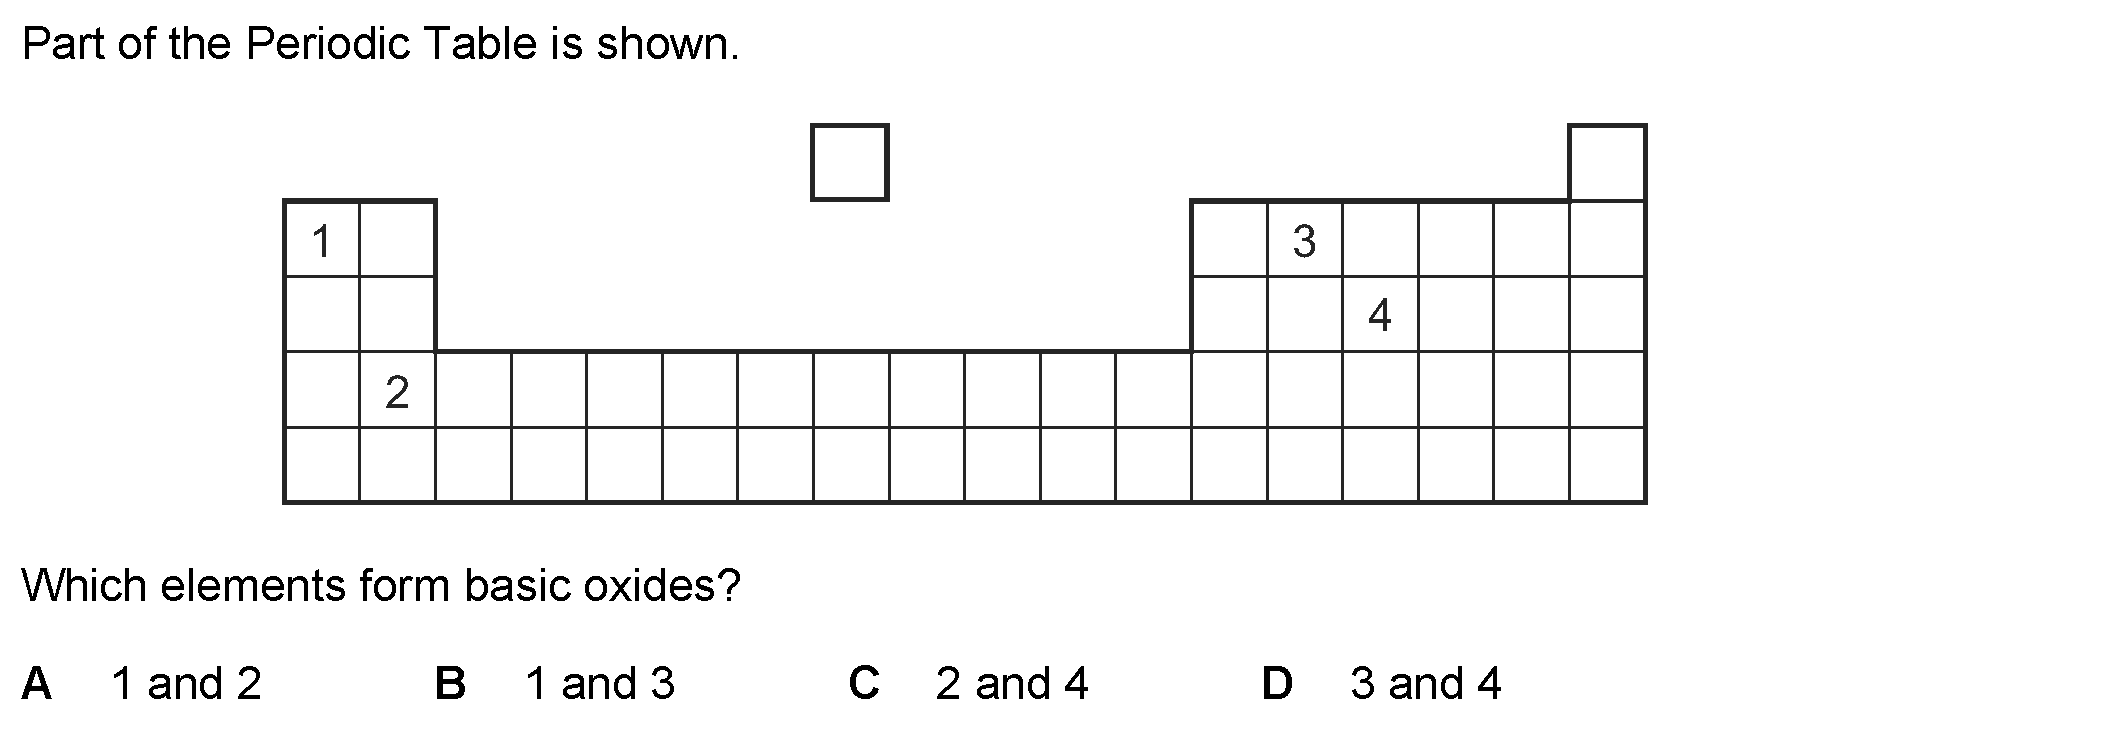 Part of the Periodic Table is shown.
1 3
4
2
Which elements form basic oxides?
A 1 and 2 B 1 and 3 C 2 and 4 D 3 and 4